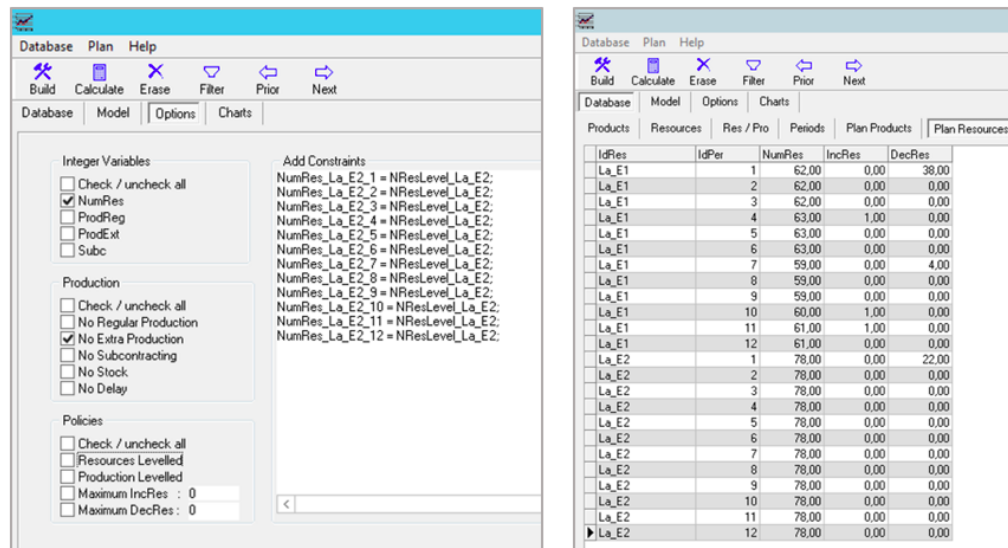 Database Plan Help
Build Calculate Erase Filter Prior Next
Database Model Options Charts
Integer Variables
Check / uncheck all
NumRes
ProdReg
ProdExt
Subc
Production
Check / uncheck all
No Regular Production
No Extra Production
No Subcontracting
No Stock
No Delay
Policies
Check / uncheck all
Resources Levelled
Production Levelled
Maximum IncRes : 0
Maximum DecRes : 0
Add Constraints
NumRes_La_E2_1 = NResLevel_La_E2;
NumRes_La_E2_2 = NResLevel_La_E2;
NumRes_La_E2_3 = NResLevel_La_E2;
NumRes_La_E2_4 = NResLevel_La_E2;
NumRes_La_E2_5 = NResLevel_La_E2;
NumRes_La_E2_6 = NResLevel_La_E2;
NumRes_La_E2_7 = NResLevel_La_E2;
NumRes_La_E2_8 = NResLevel_La_E2;
NumRes_La_E2_9 = NResLevel_La_E2;
NumRes_La_E2_10 = NResLevel_La_E2;
NumRes_La_E2_11 = NResLevel_La_E2;
NumRes_La_E2_12 = NResLevel_La_E2;
Database Plan Help
Build Calculate Erase Filter Prior Next
Database Model Options Charts
Products Resources Res / Pro Periods Plan Products Plan Resources
IdRes IdPer NumRes IncRes DecRes
La_E1 1 62,00 0,00 38,00
La_E1 2 62,00 0,00 0,00
La_E1 3 62,00 0,00 0,00
La_E1 4 63,00 1,00 0,00
La_E1 5 63,00 0,00 0,00
La_E1 6 63,00 0,00 0,00
La_E1 7 59,00 0,00 4,00
La_E1 8 59,00 0,00 0,00
La_E1 9 59,00 0,00 0,00
La_E1 10 60,00 1,00 0,00
La_E1 11 61,00 1,00 0,00
La_E1 12 61,00 0,00 0,00
La_E2 1 78,00 0,00 22,00
La_E2 2 78,00 0,00 0,00
La_E2 3 78,00 0,00 0,00
La_E2 4 78,00 0,00 0,00
La_E2 5 78,00 0,00 0,00
La_E2 6 78,00 0,00 0,00
La_E2 7 78,00 0,00 0,00
La_E2 8 78,00 0,00 0,00
La_E2 9 78,00 0,00 0,00
La_E2 10 78,00 0,00 0,00
La_E2 11 78,00 0,00 0,00
La_E2 12 78,00 0,00 0,00